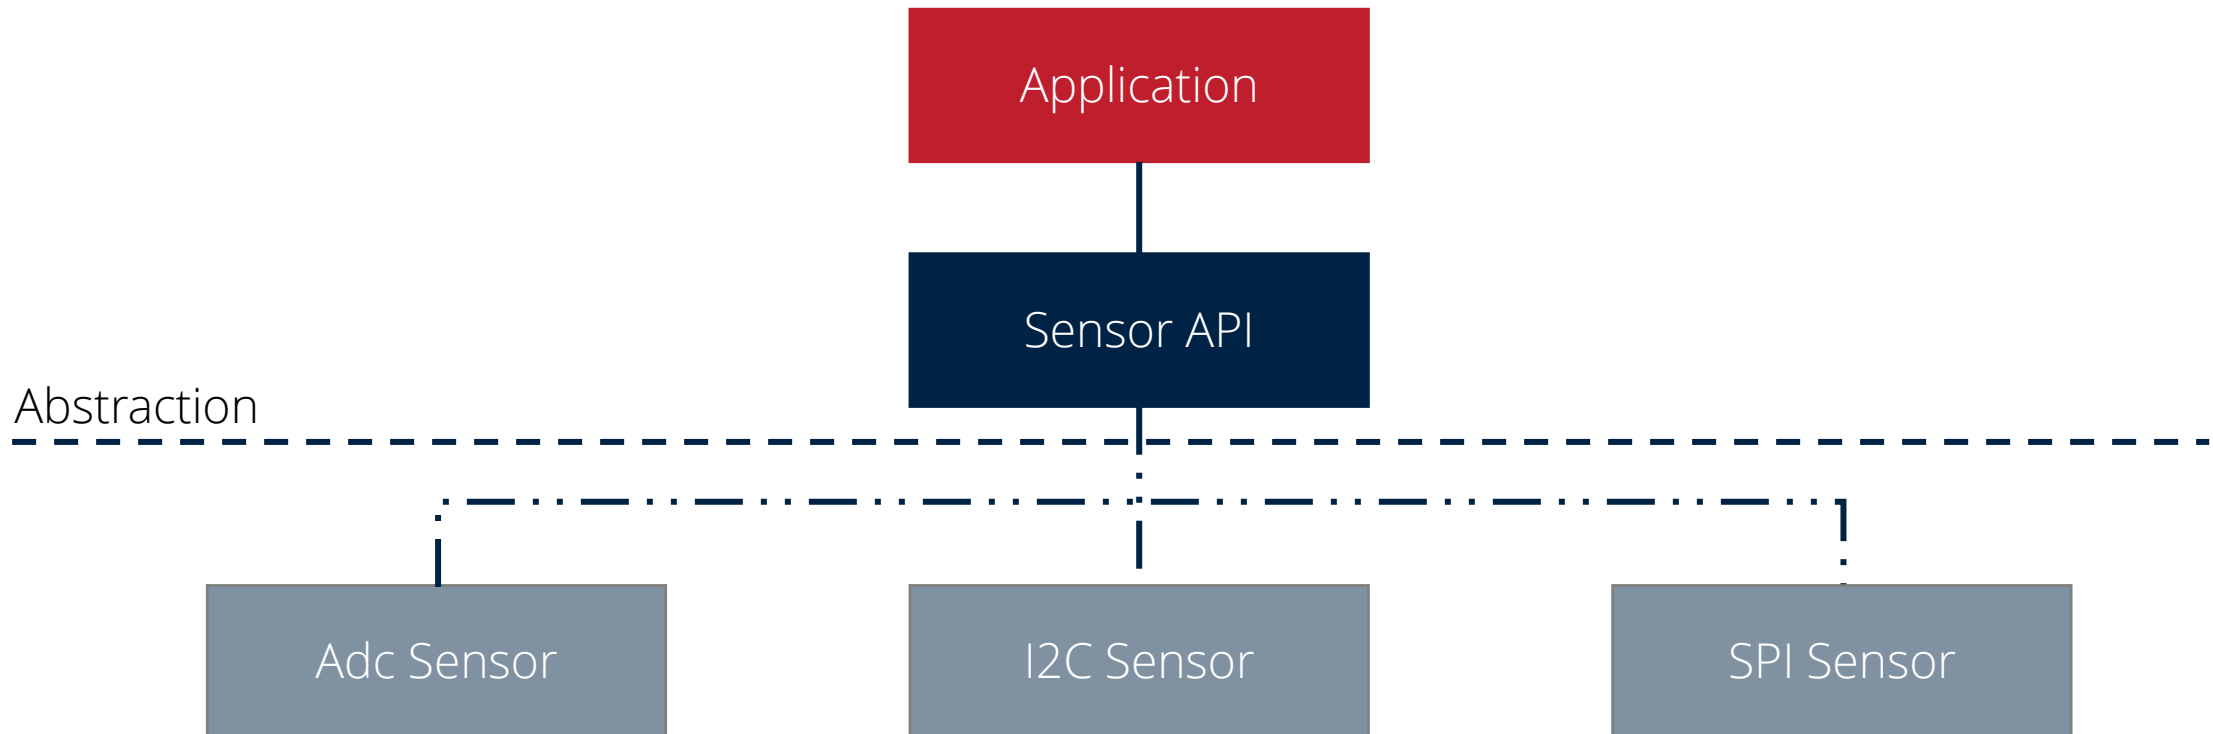 Application
Sensor API
Abstraction
Adc Sensor
I2C Sensor
SPI Sensor